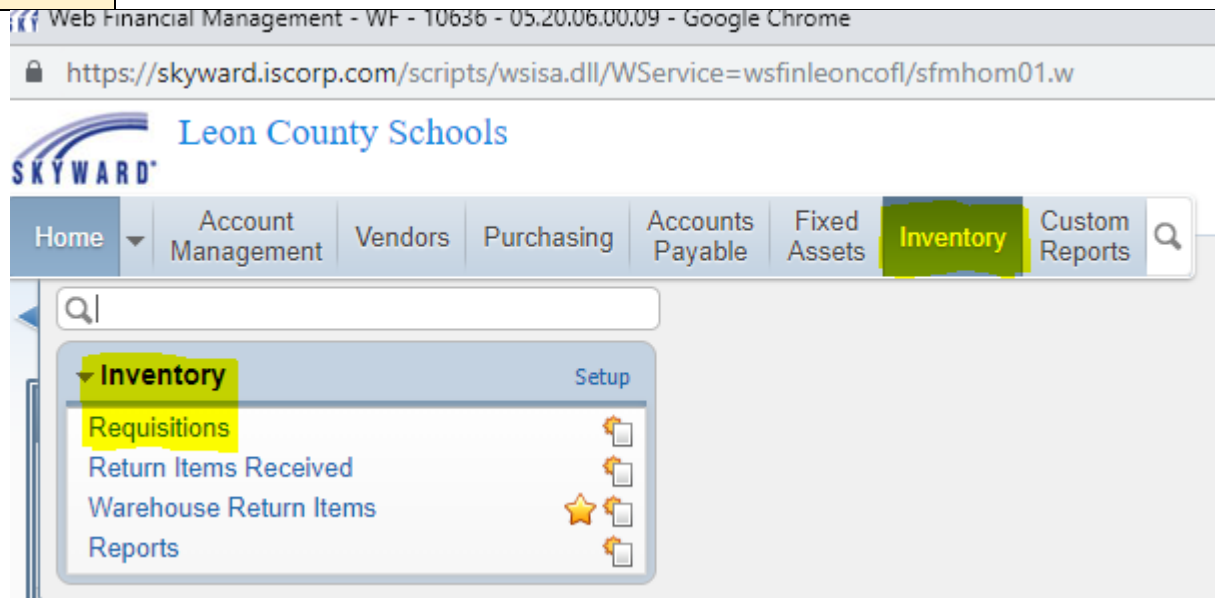 Web Financial Management - WF - 10636 - 05.20.06.00.09 - Google Chrome
https://skyward.iscorp.com/scripts/wsisa.dll/WService=wsfinleoncofl/sfmhom01.w
SKYWARD
Leon County Schools
Home Account Management Vendors Purchasing Accounts Payable Fixed Assets Inventory Custom Reports
Inventory Setup
Requisitions
Return Items Received
Warehouse Return Items
Reports